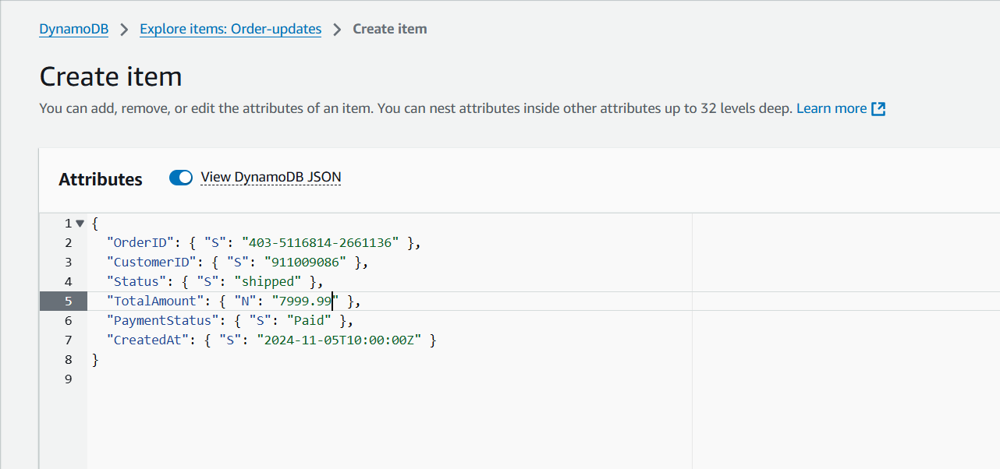 DynamoDB > Explore items: Order-updates > Create item
Create item
You can add, remove, or edit the attributes of an item. You can nest attributes inside other attributes up to 32 levels deep. Learn more
Attributes View DynamoDB JSON
1 {
2 "OrderID": { "S": "403-5116814-2661136" },
3 "CustomerID": { "S": "911009086" },
4 "Status": { "S": "shipped" },
5 "TotalAmount": { "N": "7999.99" },
6 "PaymentStatus": { "S": "Paid" },
7 "CreatedAt": { "S": "2024-11-05T10:00:00Z" }
8 }
9